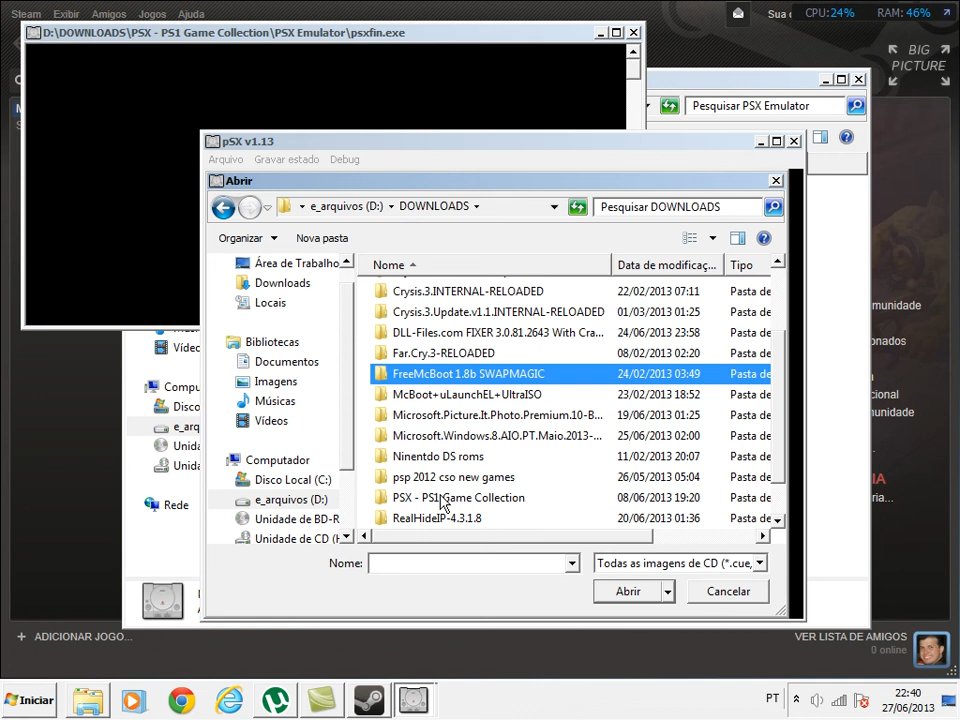 Steam Exibir Amigos Jogos Ajuda
Sua c
CPU:24% RAM: 46%
BIG
PICTURE
D:\DOWNLOADS\PSX - PS1 Game Collection\PSX Emulator\psxfin.exe
Pesquisar PSX Emulator
pSX v1.13
Arquivo Gravar estado Debug
Abrir
e_arquivos (D:) DOWNLOADS
Pesquisar DOWNLOADS
Organizar Nova pasta
Nome Data de modificaç... Tipo
Área de Trabalho
Downloads
Locais
Bibliotecas
Documentos
Imagens
Músicas
Vídeos
Computador
Disco Local (C:)
e_arquivos (D:)
Unidade de BD-R
Unidade de CD (H
Crysis.3.INTERNAL-RELOADED 22/02/2013 07:11 Pasta de
Crysis.3.Update.v1.1.INTERNAL-RELOADED 01/03/2013 01:25 Pasta de
DLL-Files.com FIXER 3.0.81.2643 With Cra... 24/06/2013 23:58 Pasta de
Far.Cry.3-RELOADED 08/02/2013 02:20 Pasta de
FreeMcBoot 1.8b SWAPMAGIC 24/02/2013 03:49 Pasta de
McBoot+uLaunchEL+UltraISO 23/02/2013 18:52 Pasta de
Microsoft.Picture.It.Photo.Premium.10-B... 19/06/2013 01:25 Pasta de
Microsoft.Windows.8.AIO.PT.Maio.2013-... 25/06/2013 02:00 Pasta de
Ninentdo DS roms 11/02/2013 20:07 Pasta de
psp 2012 cso new games 26/05/2013 05:04 Pasta de
PSX - PS1 Game Collection 08/06/2013 19:20 Pasta de
RealHideIP-4.3.1.8 20/06/2013 01:36 Pasta de
Nome:
Todas as imagens de CD (*.cue,
Abrir Cancelar
Vídeo
Compu
Disco
e_arq
Unida
Unida
Rede
munidade
onados
munidade
IA
ria...
ADICIONAR JOGO...
VER LISTA DE AMIGOS
0 online
Iniciar
PT
22:40
27/06/2013